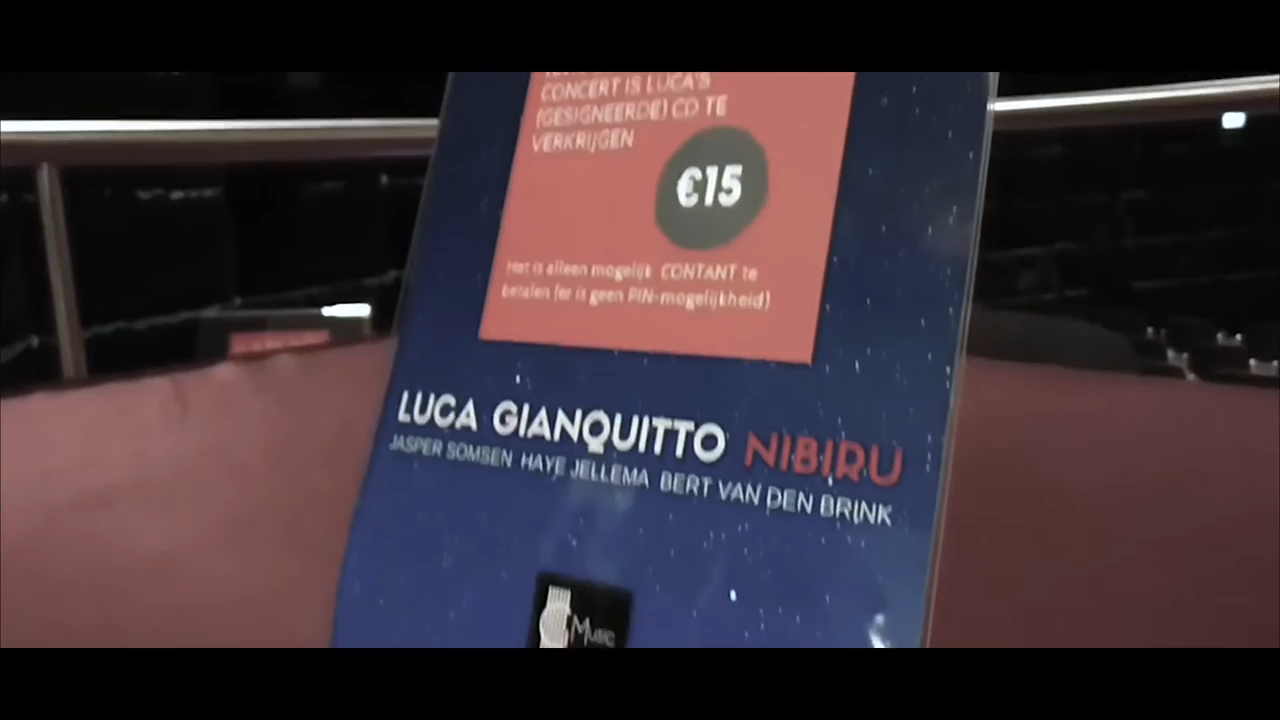 CONCERT IS LUCA'S
(GESIGNEERDE) CD TE
VERKRIJGEN
€15
Het is alleen mogelijk CONTANT te
betalen (er is geen PIN-mogelijkheid)
LUCA GIANQUITTO NIBIRU
JASPER SOMSEN HAYE JELLEMA BERT VAN DEN BRINK
Music